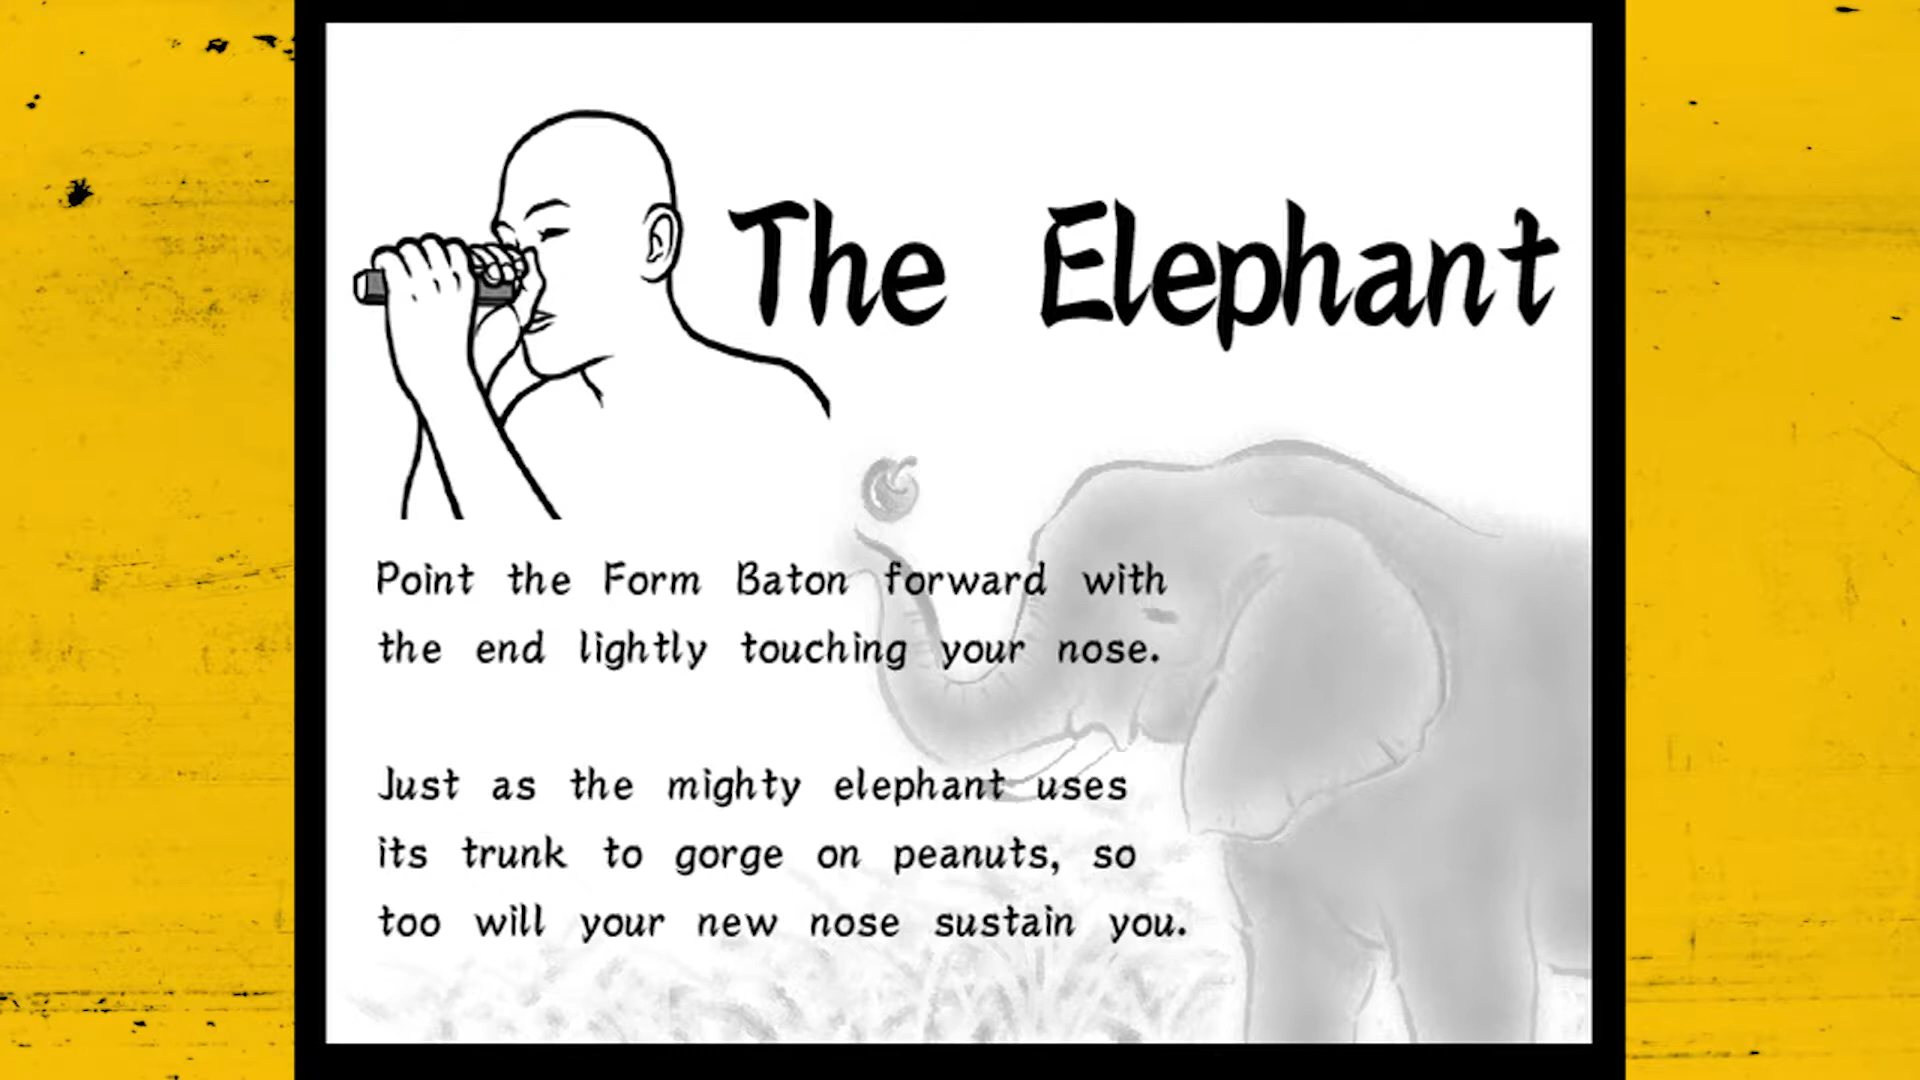 The Elephant
Point the Form Baton forward with
the end lightly touching your nose.
Just as the mighty elephant uses
its trunk to gorge on peanuts, so
too will your new nose sustain you.